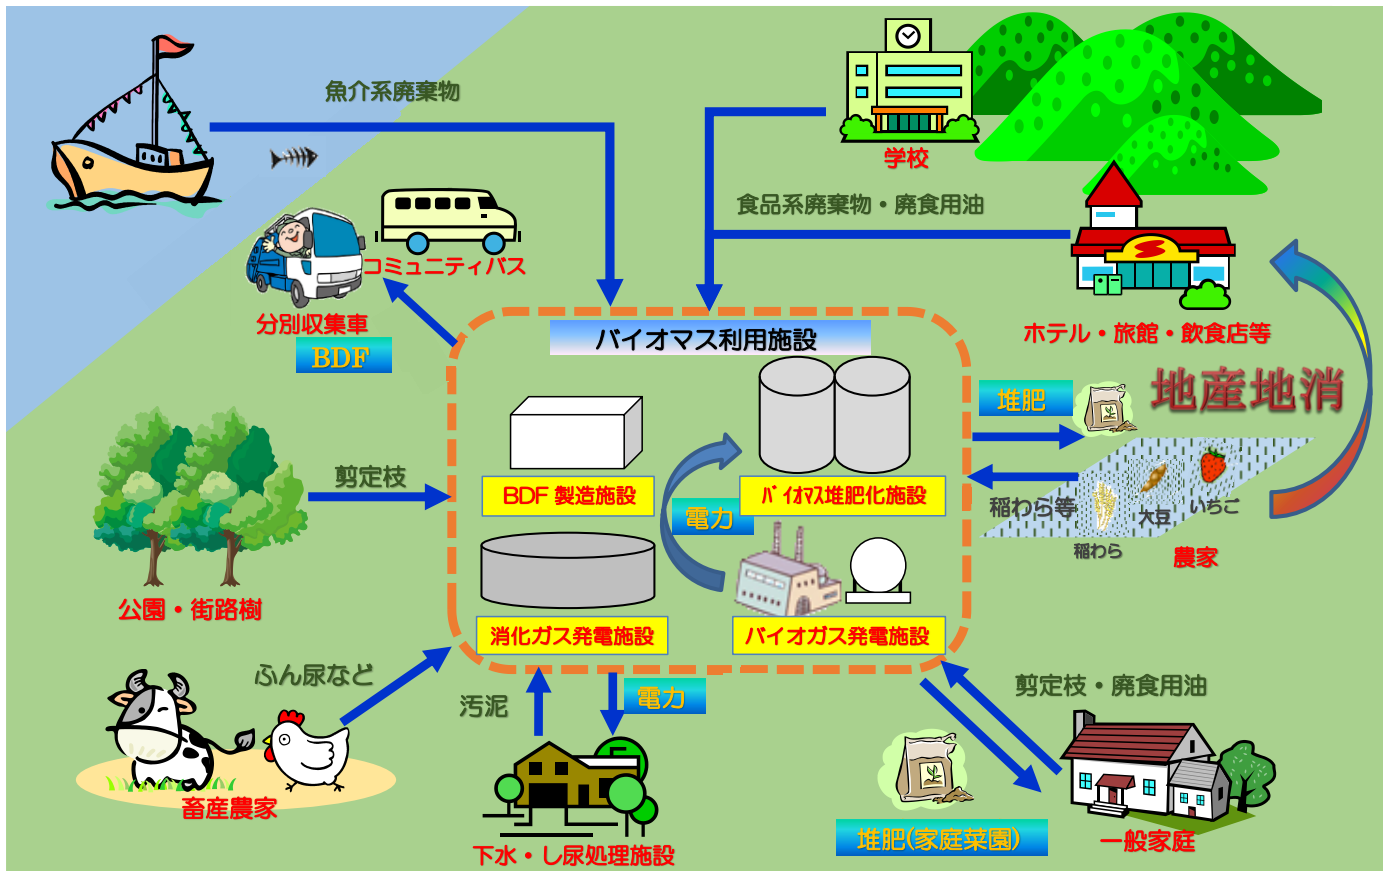 魚介系廃棄物
学校
食品系廃棄物・廃食用油
コミュニティバス
分別収集車
BDF
ホテル・旅館・飲食店等
バイオマス利用施設
地産地消
堆肥
剪定枝
BDF 製造施設
電力
バイオマス堆肥化施設
稲わら等
大豆
いちご
稲わら
農家
公園・街路樹
消化ガス発電施設
バイオガス発電施設
ふん尿など
汚泥
電力
剪定枝・廃食用油
畜産農家
下水・し尿処理施設
堆肥(家庭菜園)
一般家庭